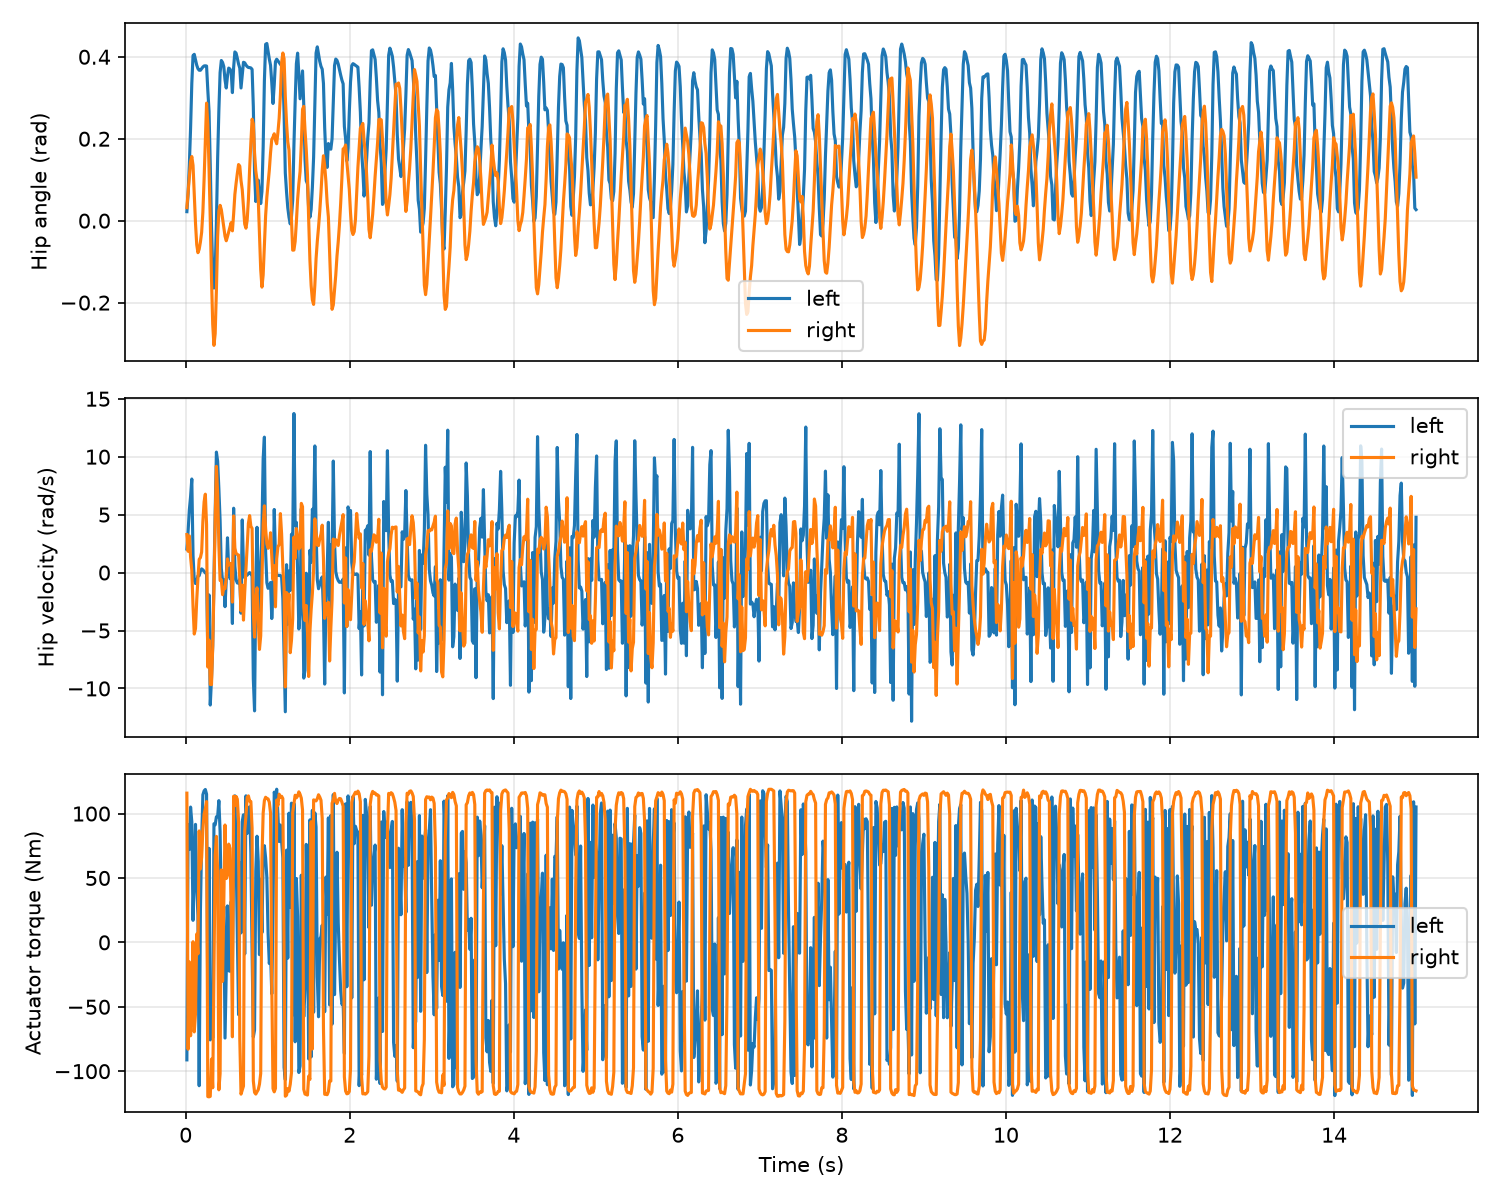 0.4
0.2
0.0
−0.2
Hip angle (rad)
left
right
15
10
5
0
−5
−10
Hip velocity (rad/s)
left
right
100
50
0
−50
−100
Actuator torque (Nm)
left
right
0 2 4 6 8 10 12 14
Time (s)